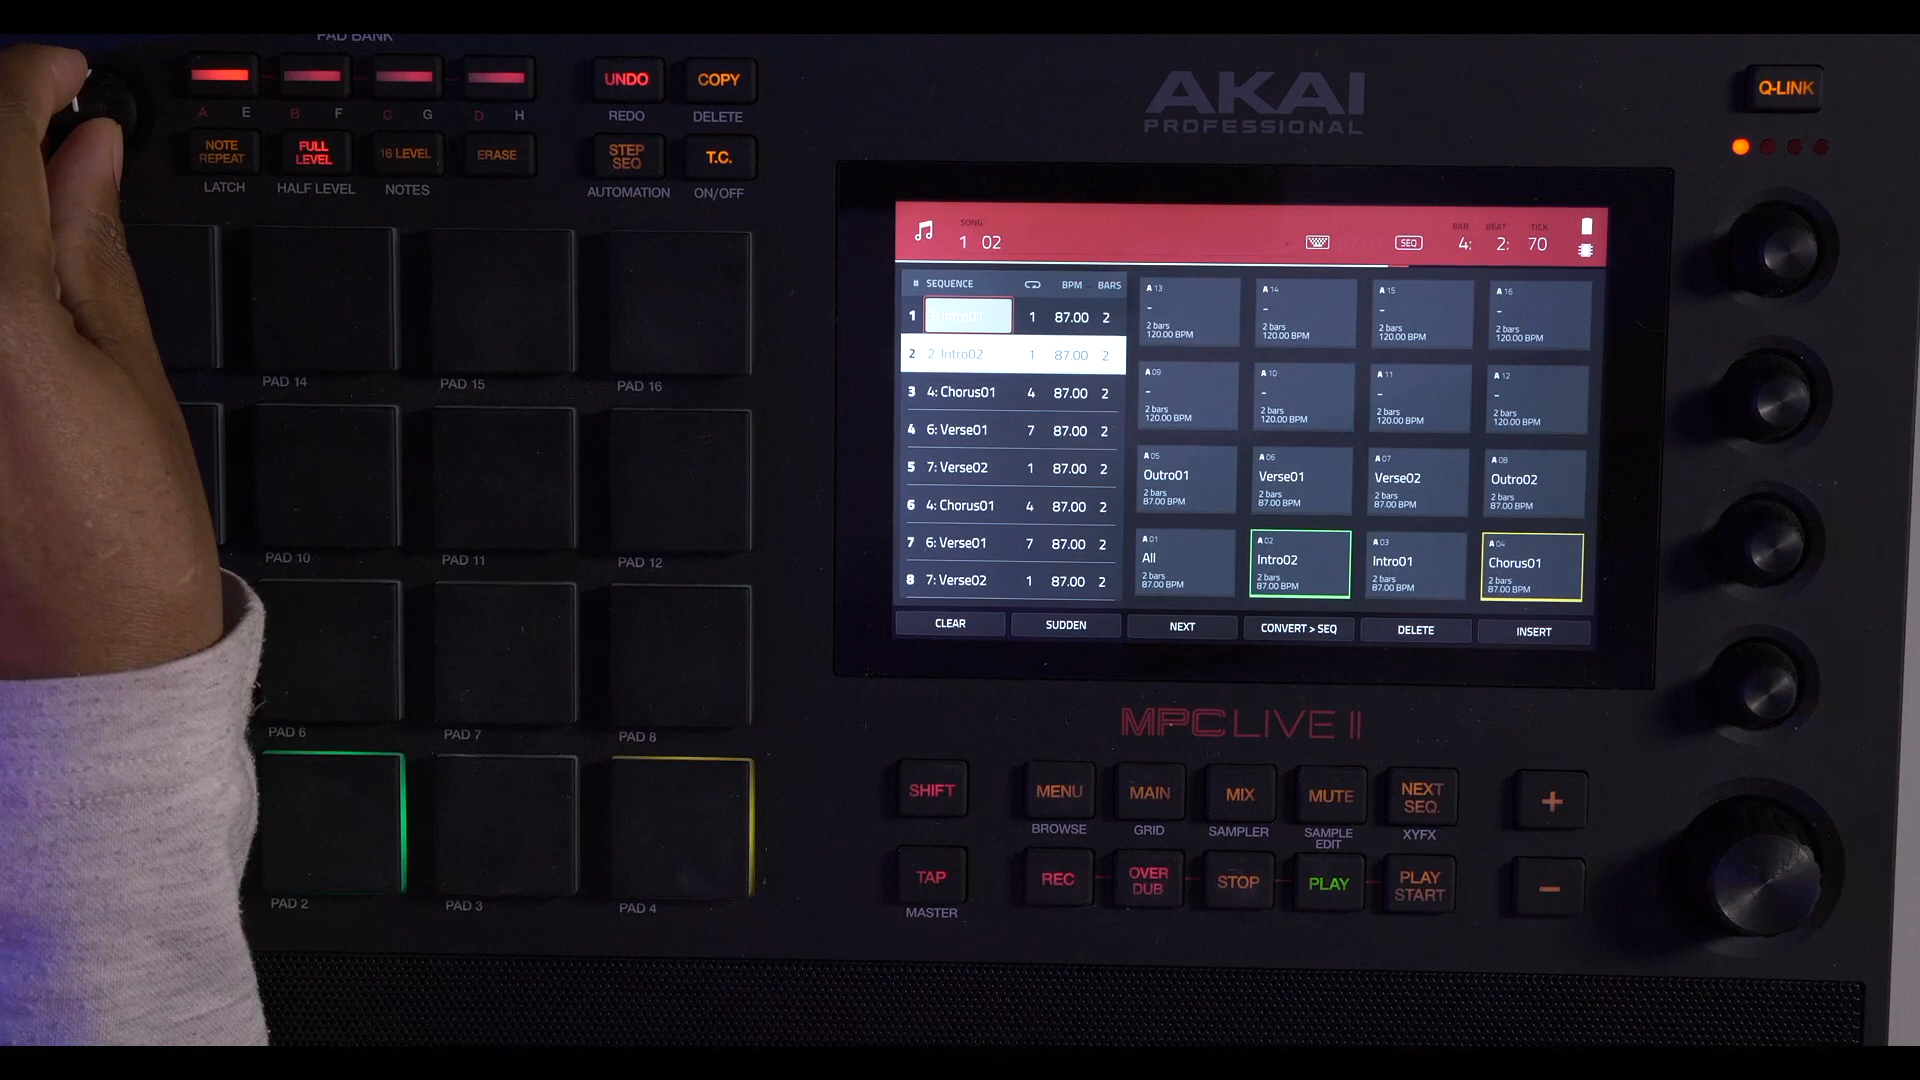 PAD BANK
A E B F C G D H
UNDO COPY
REDO DELETE
NOTE REPEAT
FULL LEVEL
16 LEVEL
ERASE
STEP SEQ
T.C.
LATCH HALF LEVEL NOTES
AUTOMATION ON/OFF
PAD 14 PAD 15 PAD 16
PAD 10 PAD 11 PAD 12
PAD 6 PAD 7 PAD 8
PAD 2 PAD 3 PAD 4
AKAI
PROFESSIONAL
Q-LINK
SONG
1 02
SEQ
BAR BEAT TICK
4: 2: 70
# SEQUENCE BPM BARS
1 3: Intro01 1 87.00 2
2 2: Intro02 1 87.00 2
3 4: Chorus01 4 87.00 2
4 6: Verse01 7 87.00 2
5 7: Verse02 1 87.00 2
6 4: Chorus01 4 87.00 2
7 6: Verse01 7 87.00 2
8 7: Verse02 1 87.00 2
A 13
-
2 bars
120.00 BPM
A 14
-
2 bars
120.00 BPM
A 15
-
2 bars
120.00 BPM
A 16
-
2 bars
120.00 BPM
A 09
-
2 bars
120.00 BPM
A 10
-
2 bars
120.00 BPM
A 11
-
2 bars
120.00 BPM
A 12
-
2 bars
120.00 BPM
A 05
Outro01
2 bars
87.00 BPM
A 06
Verse01
2 bars
87.00 BPM
A 07
Verse02
2 bars
87.00 BPM
A 08
Outro02
2 bars
87.00 BPM
A 01
All
2 bars
87.00 BPM
A 02
Intro02
2 bars
87.00 BPM
A 03
Intro01
2 bars
87.00 BPM
A 04
Chorus01
2 bars
87.00 BPM
CLEAR SUDDEN NEXT CONVERT > SEQ DELETE INSERT
MPC LIVE II
SHIFT MENU MAIN MIX MUTE NEXT SEQ. +
BROWSE GRID SAMPLER SAMPLE EDIT XYFX
TAP REC OVER DUB STOP PLAY PLAY START −
MASTER